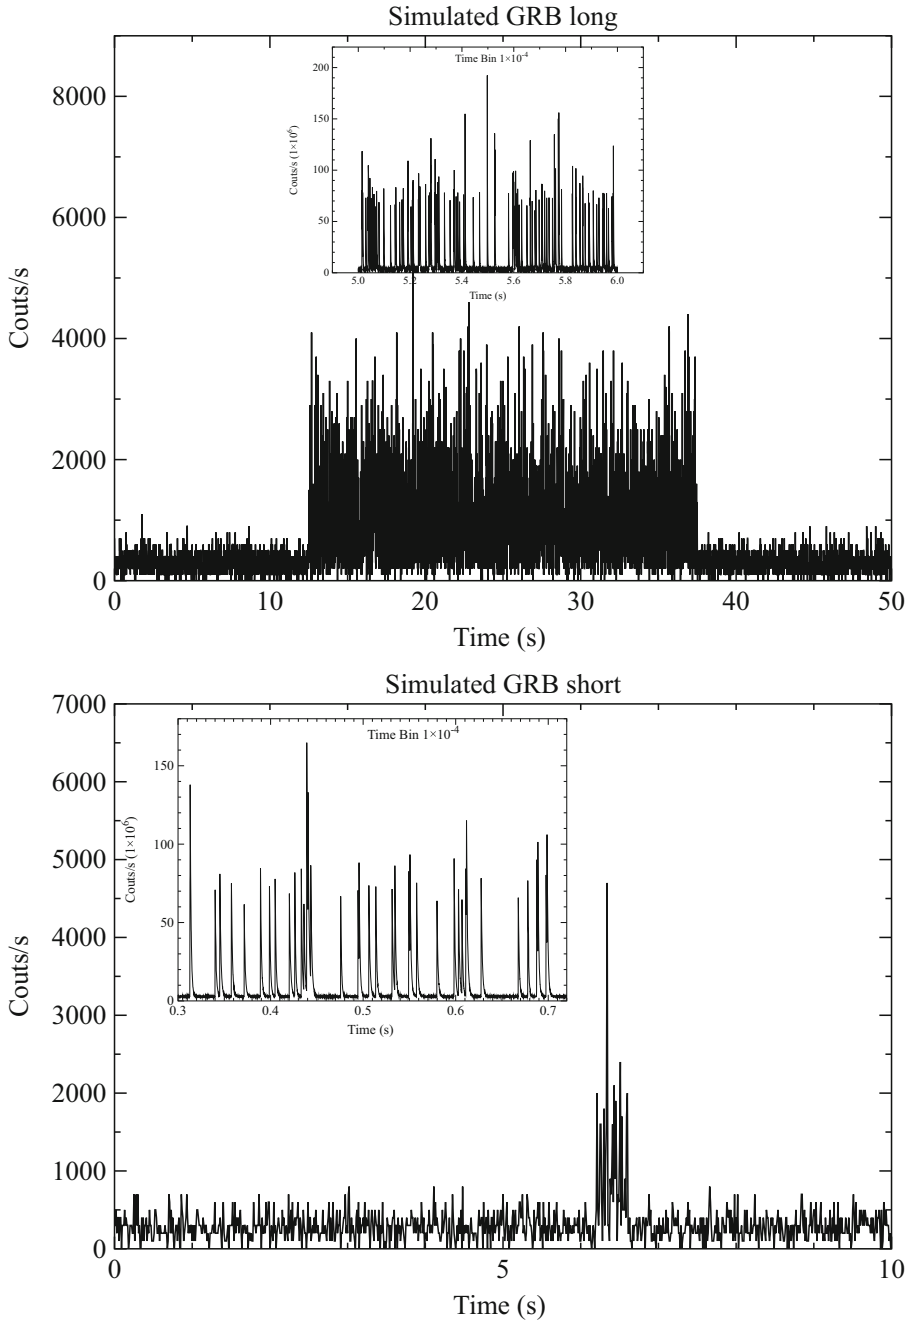 Simulated GRB long
8000
6000
4000
2000
0
Couts/s
0 10 20 30 40 50
Time (s)
Time Bin 1×10-4
200
150
100
50
0
Couts/s (1×10⁶)
5.0 5.2 5.4 5.6 5.8 6.0
Time (s)
Simulated GRB short
7000
6000
5000
4000
3000
2000
1000
0
Couts/s
0 5 10
Time (s)
Time Bin 1×10-4
150
100
50
0
Couts/s (1×10⁶)
0.3 0.4 0.5 0.6 0.7
Time (s)